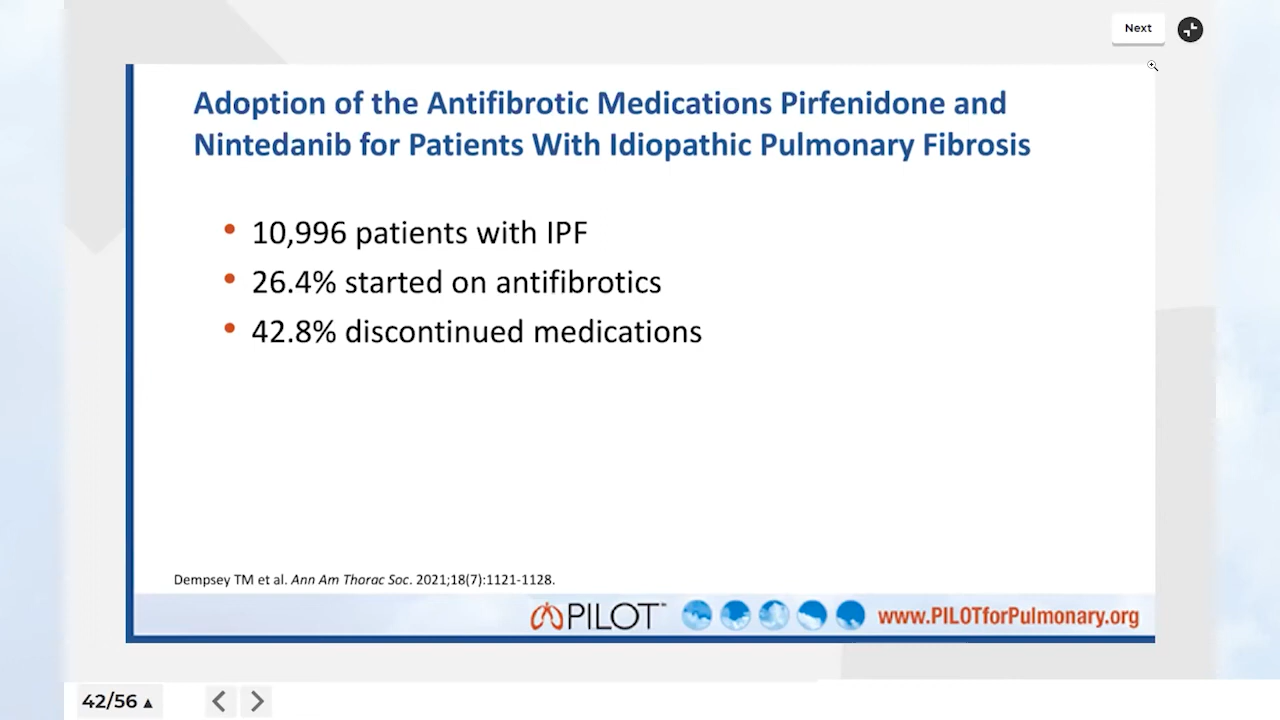 Next
Adoption of the Antifibrotic Medications Pirfenidone and
Nintedanib for Patients With Idiopathic Pulmonary Fibrosis
• 10,996 patients with IPF
• 26.4% started on antifibrotics
• 42.8% discontinued medications
Dempsey TM et al. Ann Am Thorac Soc. 2021;18(7):1121-1128.
PILOT™ www.PILOTforPulmonary.org
42/56 ▲